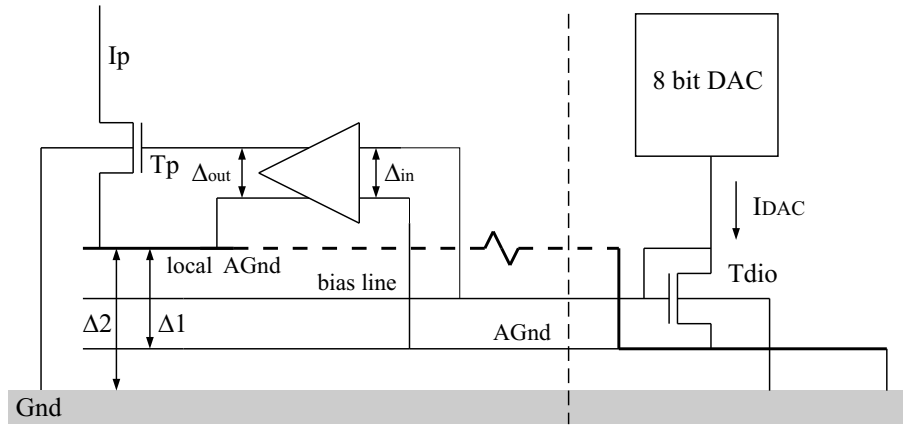 Ip
8 bit DAC
Tp
Δout
Δin
IDAC
local AGnd
Tdio
bias line
Δ2
Δ1
AGnd
Gnd